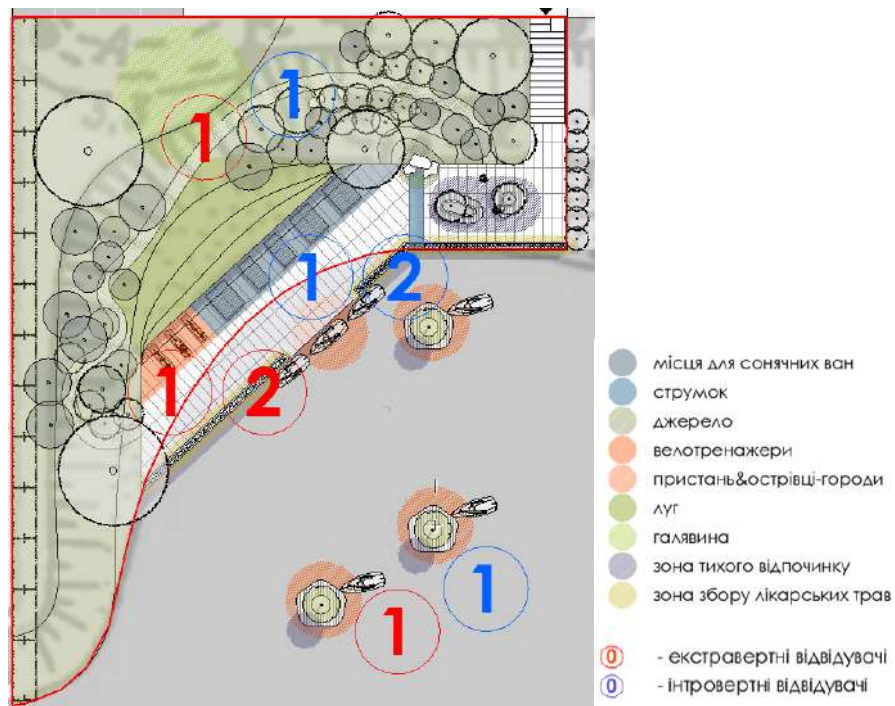 1
1
1
2
1
2
1
1
місця для сонячних ван
струмок
джерело
велотренажери
пристань&острівці-городи
луг
галявина
зона тихого відпочинку
зона збору лікарських трав
0 - екстравертні відвідувачі
0 - інтровертні відвідувачі